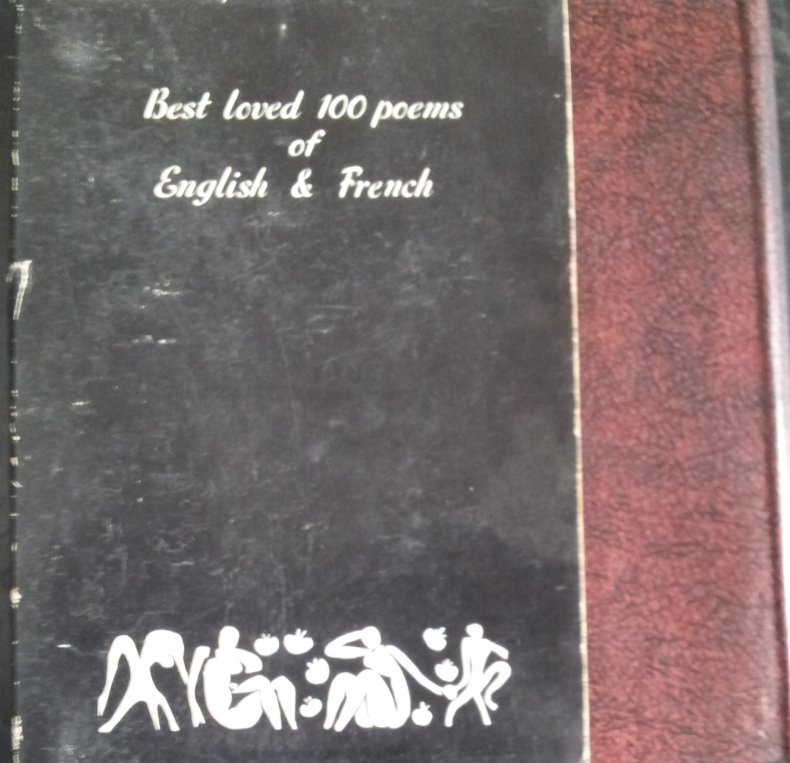 Best loved 100 poems
of
English & French